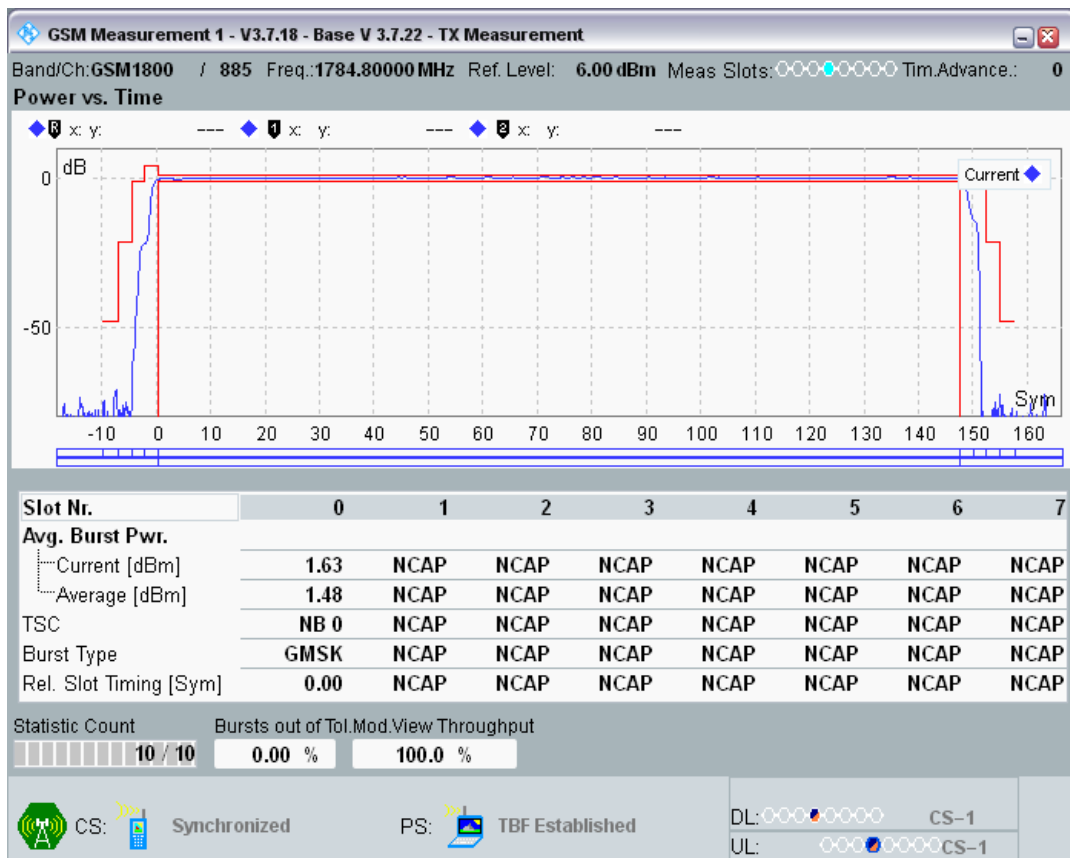 GSM Measurement 1 - V3.7.18 - Base V 3.7.22 - TX Measurement
Band/Ch:GSM1800 / 885 Freq.:1784.80000 MHz Ref. Level: 6.00 dBm Meas Slots: Tim.Advance.: 0
Power vs. Time
R x: y: --- 1 x: y: --- 2 x: y: ---
dB
Current
0
-50
Sym
-10 0 10 20 30 40 50 60 70 80 90 100 110 120 130 140 150 160
Slot Nr. 0 1 2 3 4 5 6 7
Avg. Burst Pwr.
Current [dBm] 1.63 NCAP NCAP NCAP NCAP NCAP NCAP NCAP
Average [dBm] 1.48 NCAP NCAP NCAP NCAP NCAP NCAP NCAP
TSC NB 0 NCAP NCAP NCAP NCAP NCAP NCAP NCAP
Burst Type GMSK NCAP NCAP NCAP NCAP NCAP NCAP NCAP
Rel. Slot Timing [Sym] 0.00 NCAP NCAP NCAP NCAP NCAP NCAP NCAP
Statistic Count Bursts out of Tol.Mod.View Throughput
10 / 10 0.00 % 100.0 %
CS: Synchronized PS: TBF Established DL: CS-1
UL: CS-1